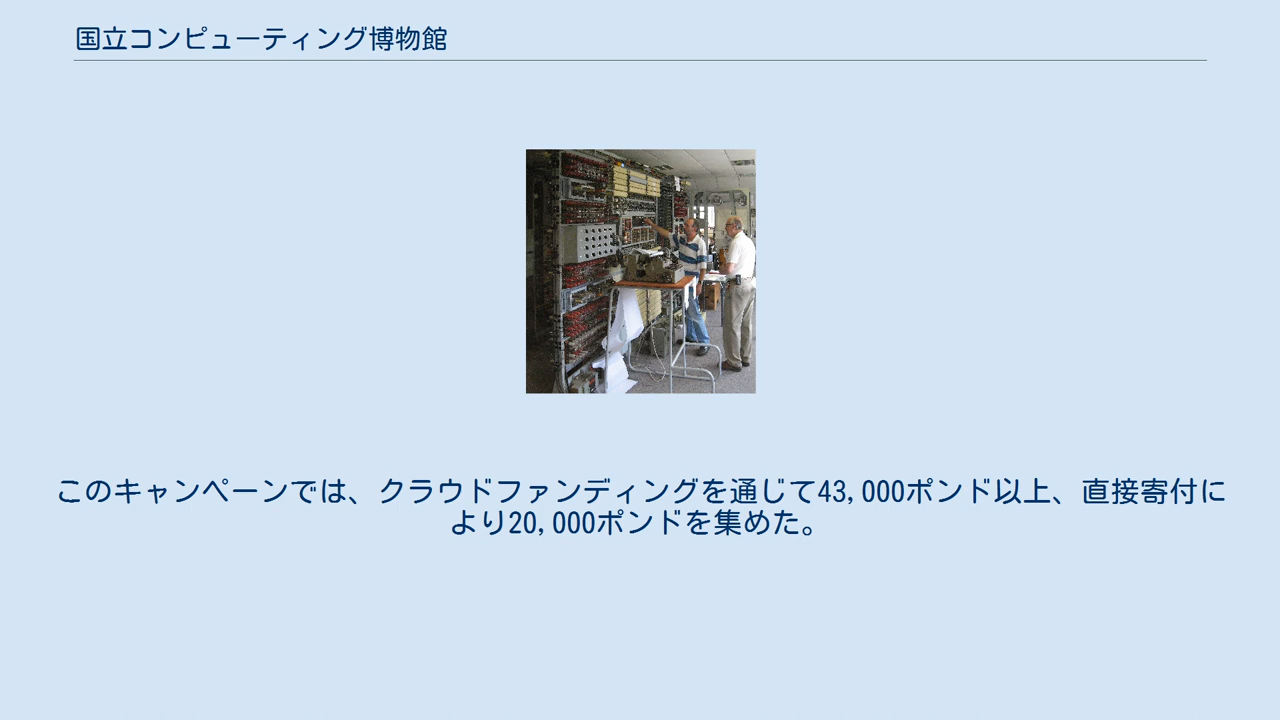 国立コンピューティング博物館
このキャンペーンでは、クラウドファンディングを通じて43,000ポンド以上、直接寄付に
より20,000ポンドを集めた。